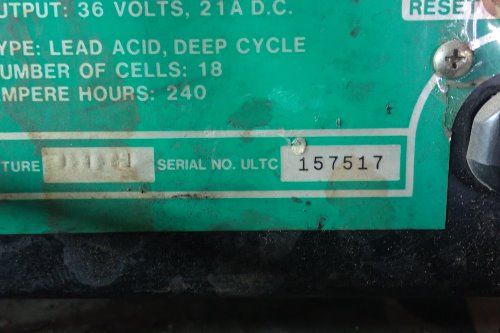 OUTPUT: 36 VOLTS, 21A D.C.
RESET
TYPE: LEAD ACID, DEEP CYCLE
NUMBER OF CELLS: 18
AMPERE HOURS: 240
TURE SERIAL NO. ULTC 157517